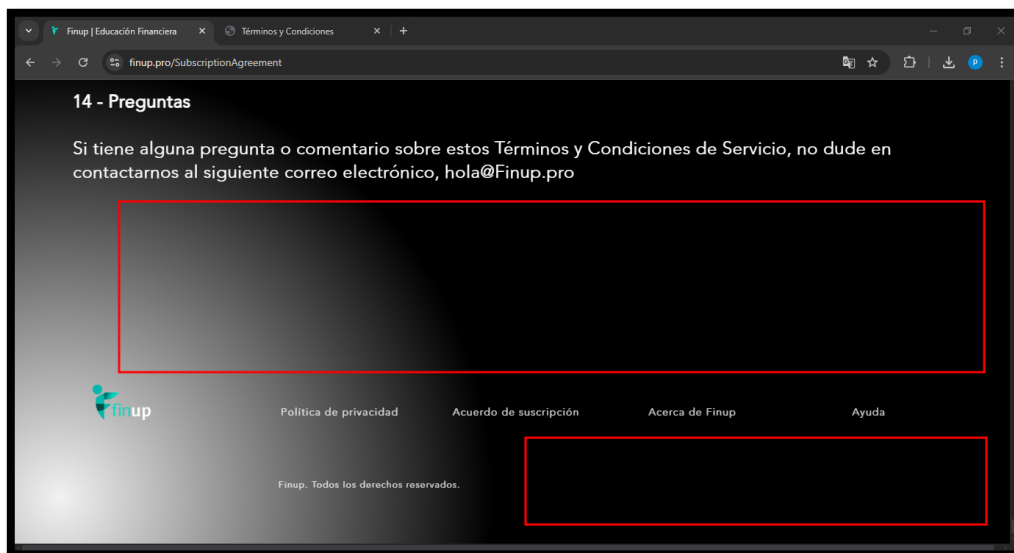 Finup | Educación Financiera
Términos y Condiciones
finup.pro/SubscriptionAgreement
P
14 - Preguntas
Si tiene alguna pregunta o comentario sobre estos Términos y Condiciones de Servicio, no dude en
contactarnos al siguiente correo electrónico, hola@Finup.pro
finup
Política de privacidad
Acuerdo de suscripción
Acerca de Finup
Ayuda
Finup. Todos los derechos reservados.